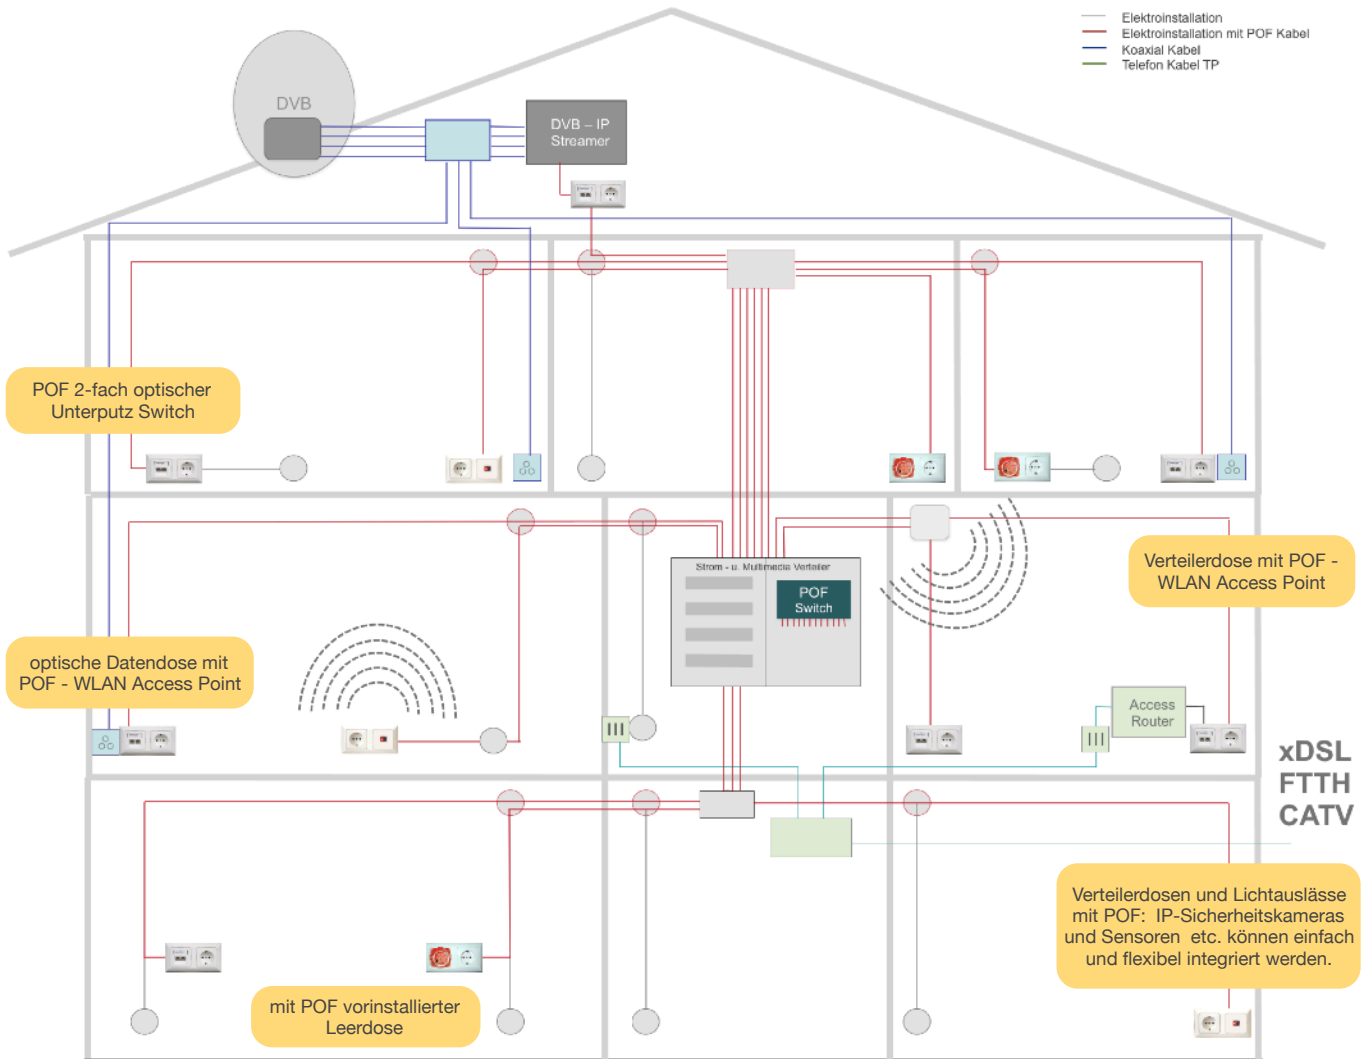 Elektroinstallation
Elektroinstallation mit POF Kabel
Koaxial Kabel
Telefon Kabel TP
DVB
DVB – IP
Streamer
POF 2-fach optischer
Unterputz Switch
Strom - u. Multimedia Verteiler
POF
Switch
Verteilerdose mit POF -
WLAN Access Point
optische Datendose mit
POF - WLAN Access Point
Access
Router
xDSL
FTTH
CATV
Verteilerdosen und Lichtauslässe
mit POF: IP-Sicherheitskameras
und Sensoren etc. können einfach
und flexibel integriert werden.
mit POF vorinstallierter
Leerdose